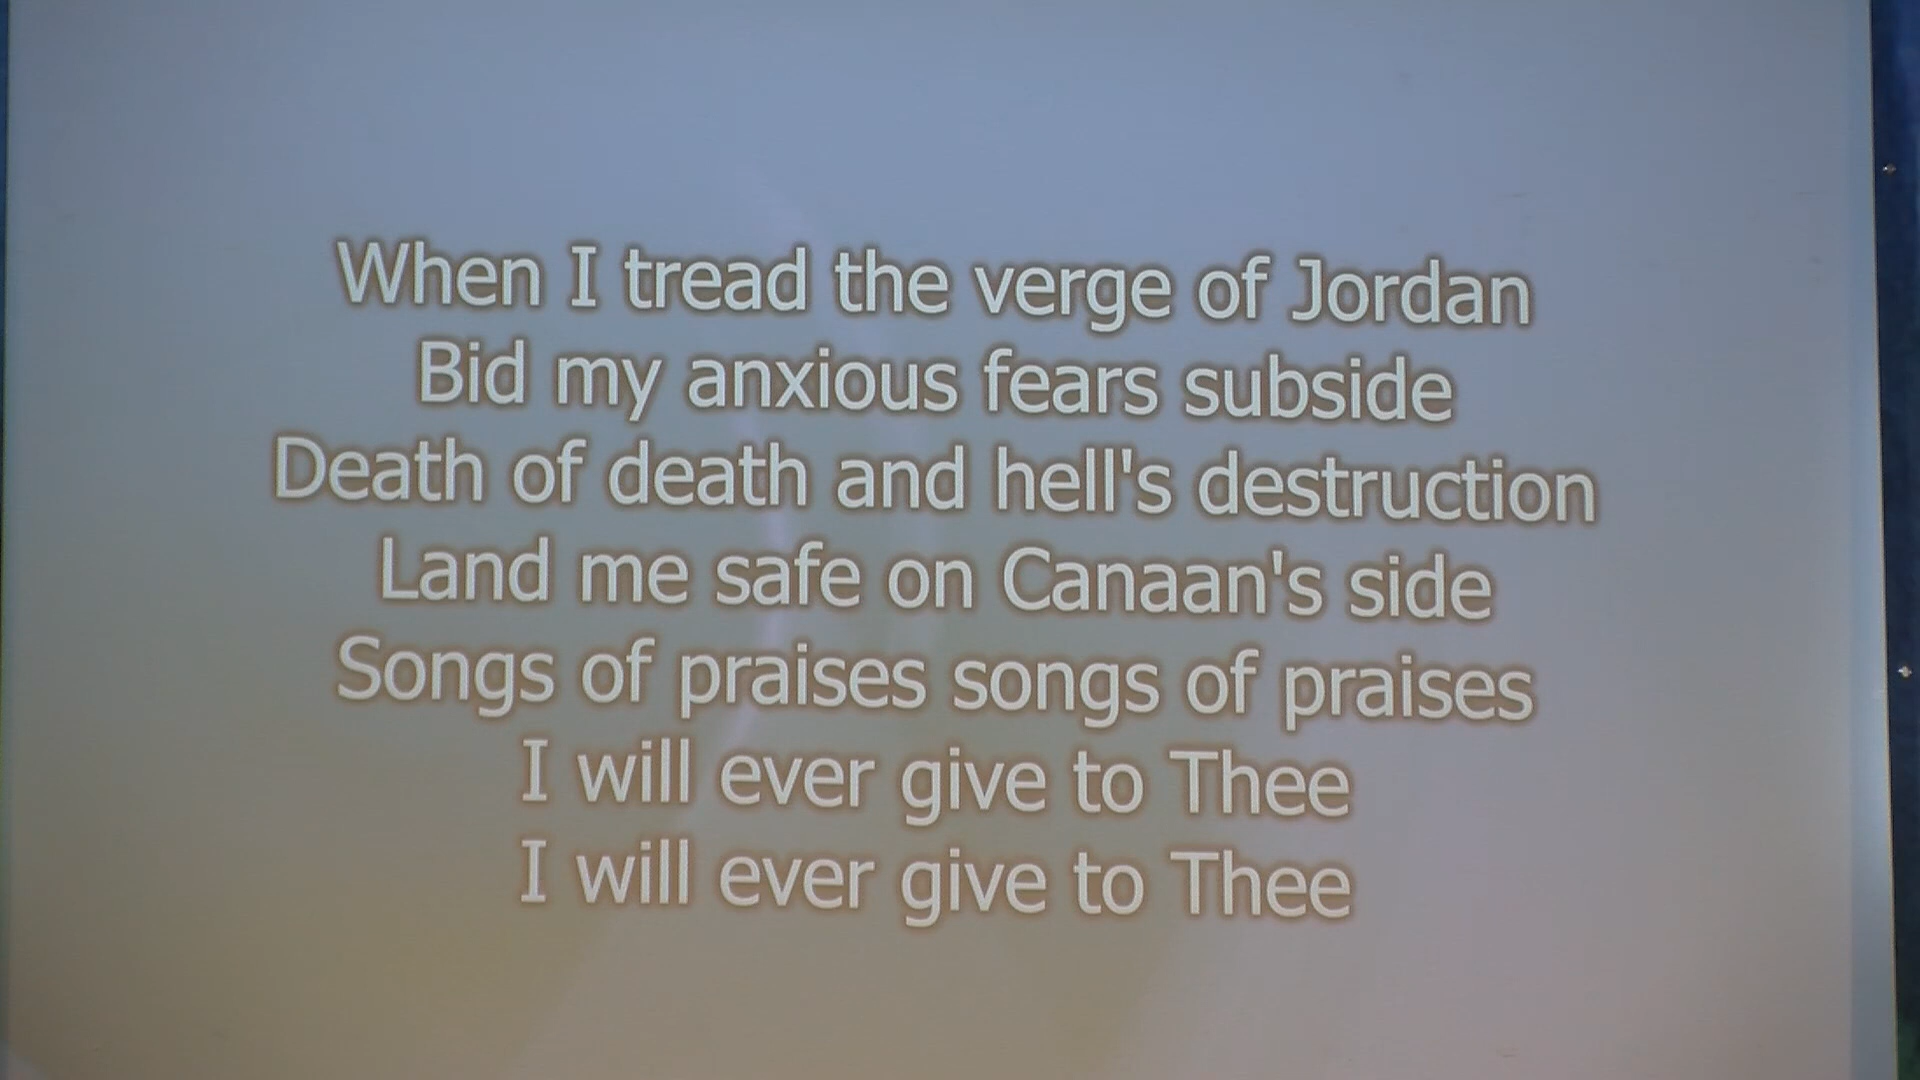 When I tread the verge of Jordan
Bid my anxious fears subside
Death of death and hell's destruction
Land me safe on Canaan's side
Songs of praises songs of praises
I will ever give to Thee
I will ever give to Thee